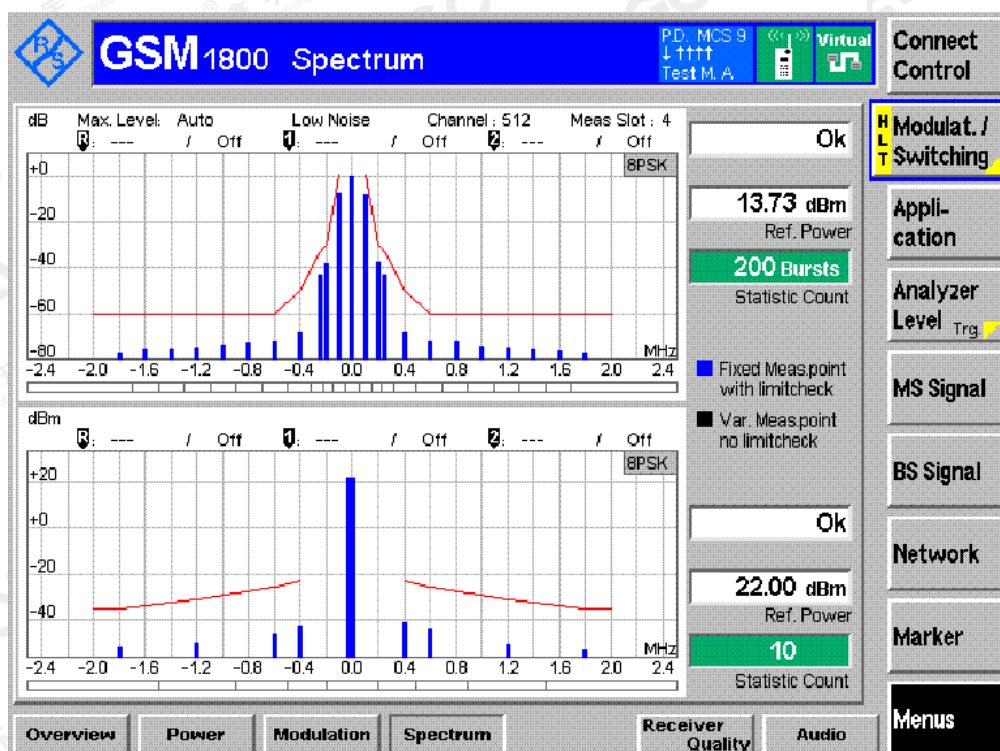 R/S GSM 1800 Spectrum P.D. MCS 9 Virtual
↓ ↑↑↑↑
Test M. A
Connect
Control
H L T Modulat. /
Switching
Appli-
cation
Analyzer
Level Trg.
MS Signal
BS Signal
Network
Marker
Menus
dB Max. Level: Auto Low Noise Channel : 512 Meas Slot : 4
R : --- / Off 1 : --- / Off 2 : --- / Off
8PSK
+0
-20
-40
-60
-80 MHz
-2.4 -2.0 -1.6 -1.2 -0.8 -0.4 0.0 0.4 0.8 1.2 1.6 2.0 2.4
Ok
13.73 dBm
Ref. Power
200 Bursts
Statistic Count
Fixed Meas.point
with limitcheck
Var. Meas.point
no limitcheck
dBm
R : --- / Off 1 : --- / Off 2 : --- / Off
8PSK
+20
+0
-20
-40
MHz
-2.4 -2.0 -1.6 -1.2 -0.8 -0.4 0.0 0.4 0.8 1.2 1.6 2.0 2.4
Ok
22.00 dBm
Ref. Power
10
Statistic Count
Overview Power Modulation Spectrum Receiver Quality Audio